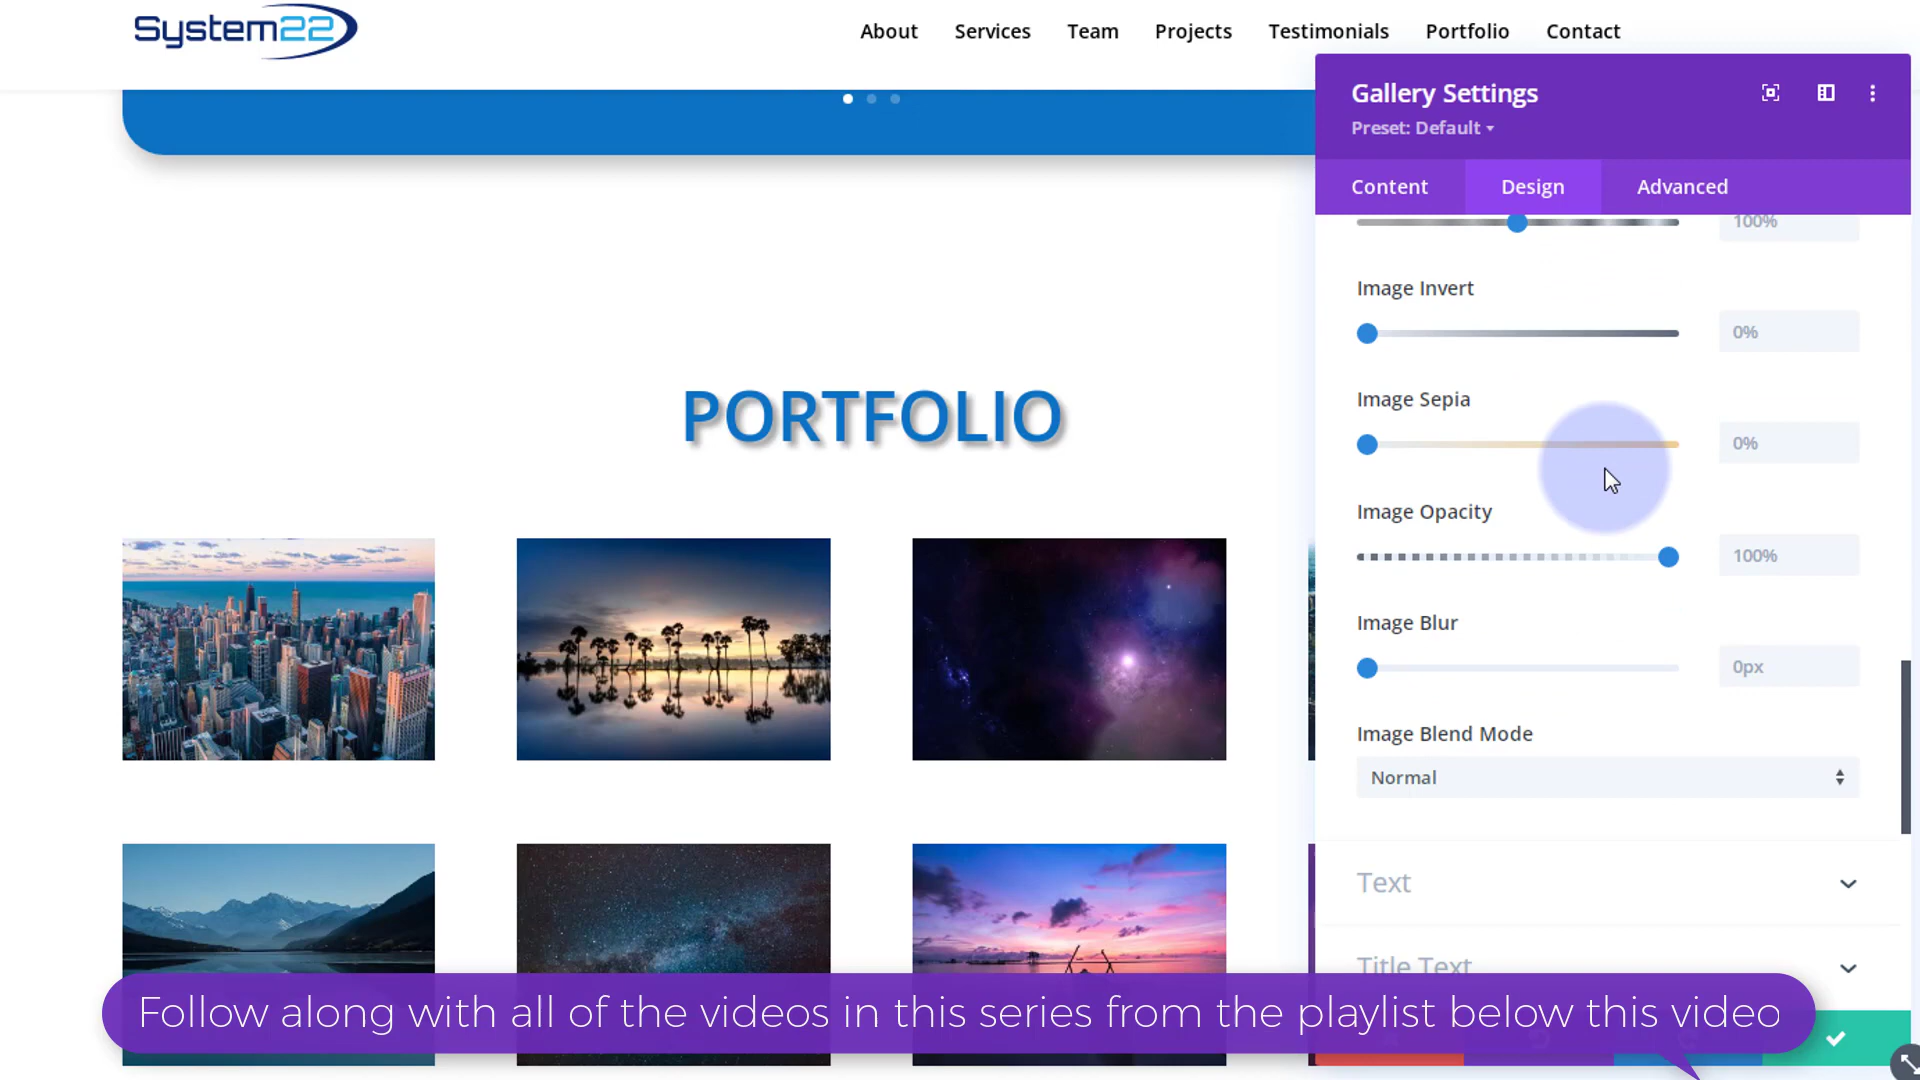 System22
About Services Team Projects Testimonials Portfolio Contact
Gallery Settings
Preset: Default
Content Design Advanced
100%
Image Invert
0%
Image Sepia
0%
Image Opacity
100%
Image Blur
0px
Image Blend Mode
Normal
Text
Title Text
PORTFOLIO
Follow along with all of the videos in this series from the playlist below this video